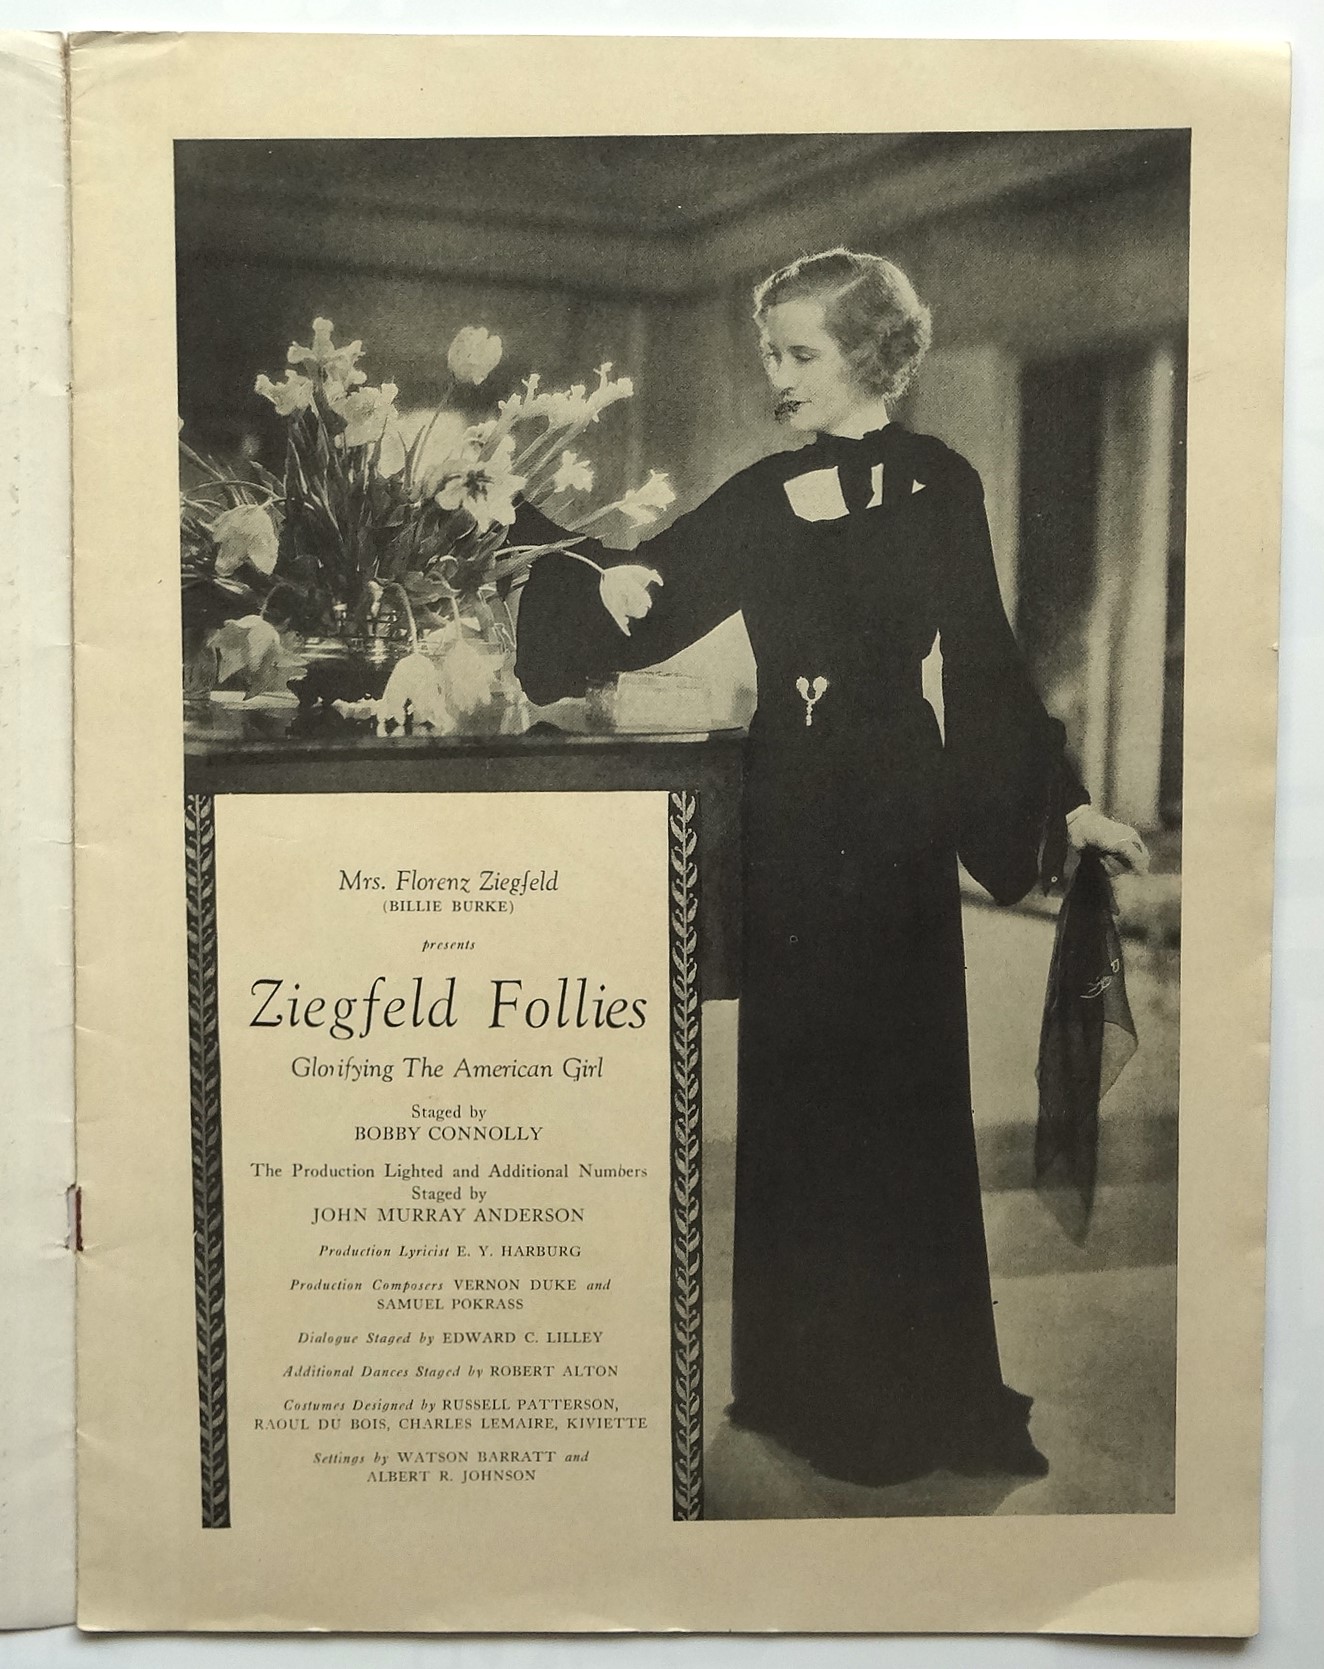 Mrs. Florenz Ziegfeld
(BILLIE BURKE)
presents
Ziegfeld Follies
Glorifying The American Girl
Staged by
BOBBY CONNOLLY
The Production Lighted and Additional Numbers
Staged by
JOHN MURRAY ANDERSON
Production Lyricist E. Y. HARBURG
Production Composers VERNON DUKE and
SAMUEL POKRASS
Dialogue Staged by EDWARD C. LILLEY
Additional Dances Staged by ROBERT ALTON
Costumes Designed by RUSSELL PATTERSON,
RAOUL DU BOIS, CHARLES LEMAIRE, KIVIETTE
Settings by WATSON BARRATT and
ALBERT R. JOHNSON